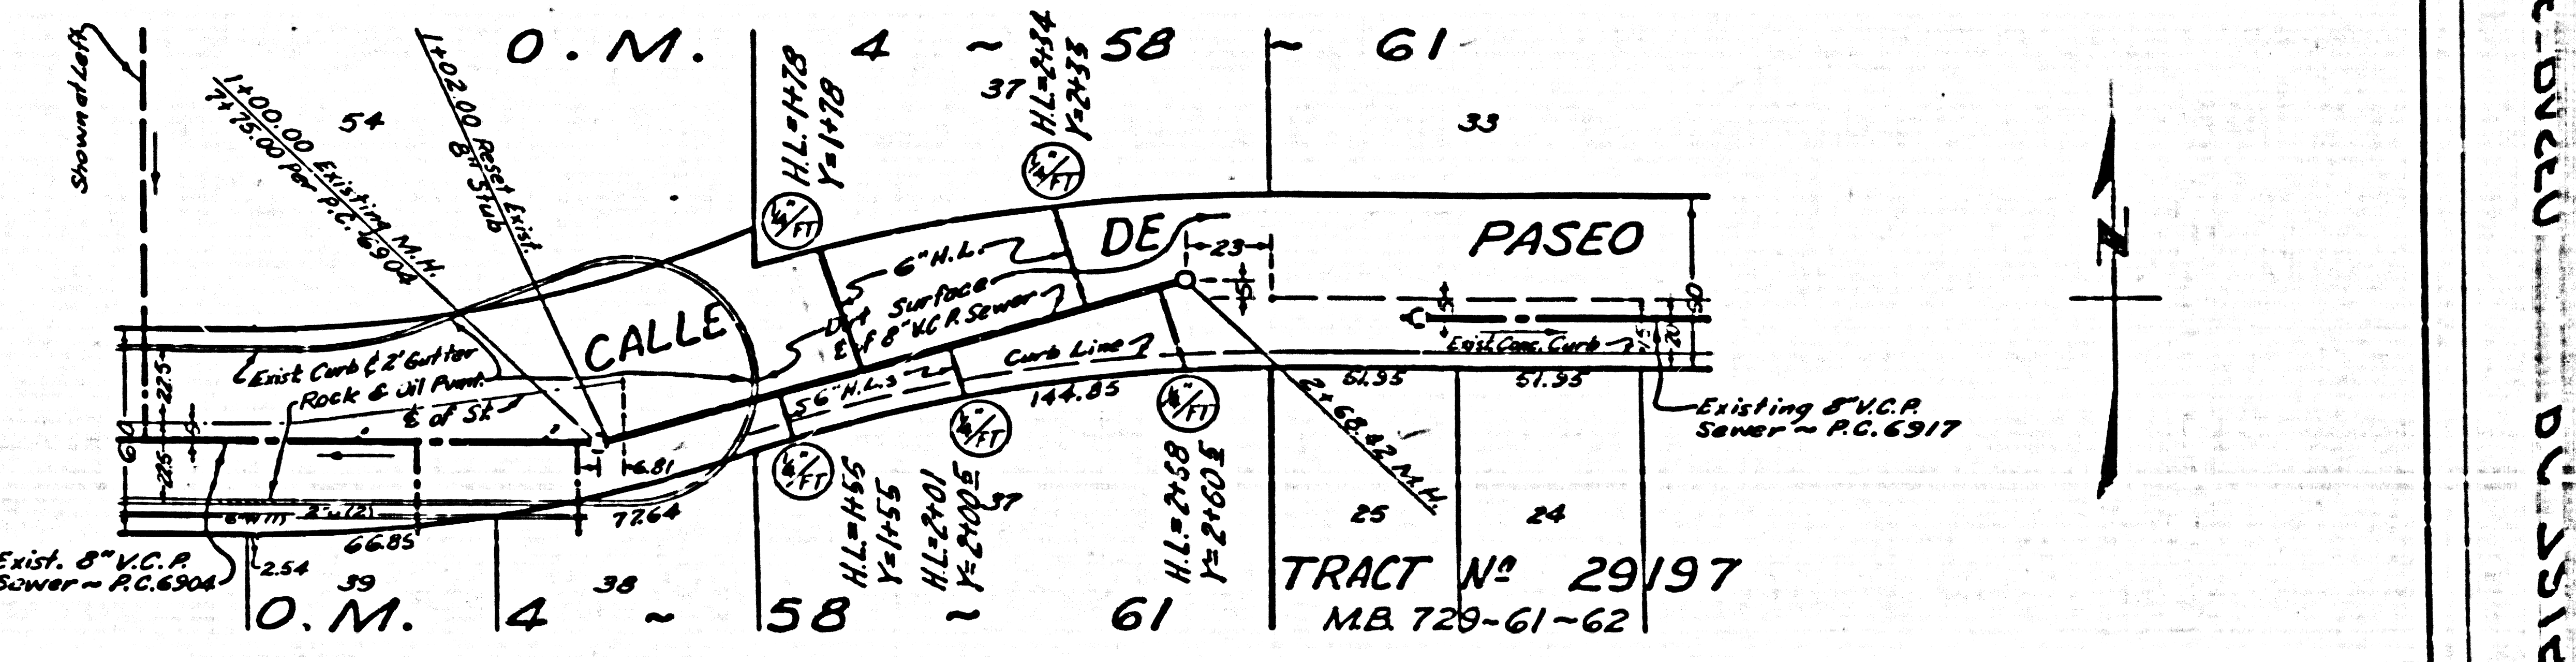 Shown at Left
1+00.00 Existing M.H.
7+75.00 per P.C. 6904
54
1+02.00 Reset Exist.
8" Stub
O. M. 4 ~ 58 ~ 61
H.L.=1+78
Y=1+78
37
H.L.=2+34
Y=2+33
33
1/4"/FT
1/4"/FT
CALLE DE PASEO
6" H.L.
Dirt Surface
℄ of 8" V.C.P. Sewer
23
5
5
15
20
50
N
Exist. Curb & 2' Gutter
Rock & Oil Pvmt.
℄ of St.
22.5
5
60
22.5
6.81
6" H.L.s
Curb Line
Exist. Conc. Curb
144.85
51.95
51.95
2+68.42 M.H.
Existing 8" V.C.P.
Sewer ~ P.C. 6917
1/4"/FT
1/4"/FT
1/4"/FT
77.64
66.85
2.54
Exist. 8" V.C.P.
Sewer ~ P.C. 6904
39
38
H.L.=1+55
Y=1+55
H.L.=2+01
Y=2+00.5
37
H.L.=2+58
Y=2+60.5
25
24
TRACT Nº 29197
M.B. 729~61~62
O. M. 4 ~ 58 ~ 61